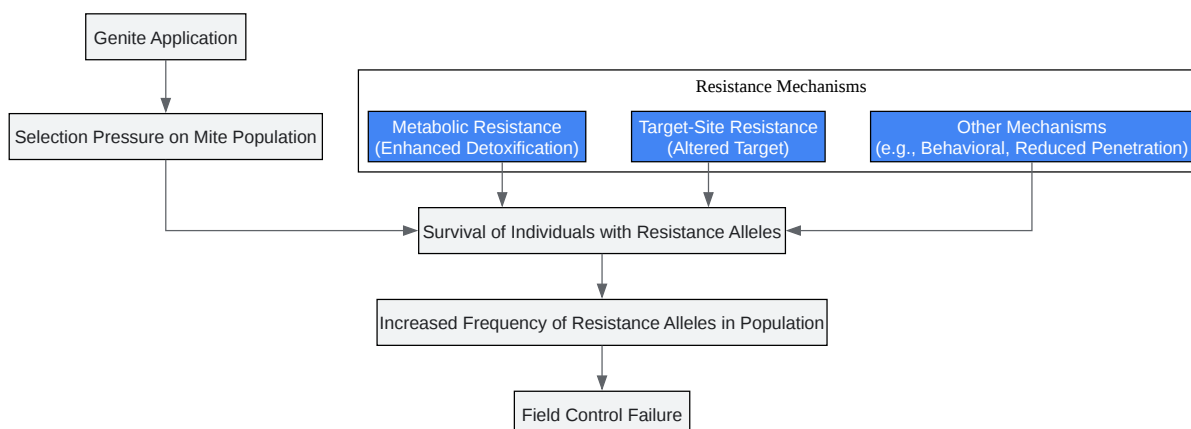 Genite Application
Resistance Mechanisms
Selection Pressure on Mite Population
Metabolic Resistance
(Enhanced Detoxification)
Target-Site Resistance
(Altered Target)
Other Mechanisms
(e.g., Behavioral, Reduced Penetration)
Survival of Individuals with Resistance Alleles
Increased Frequency of Resistance Alleles in Population
Field Control Failure